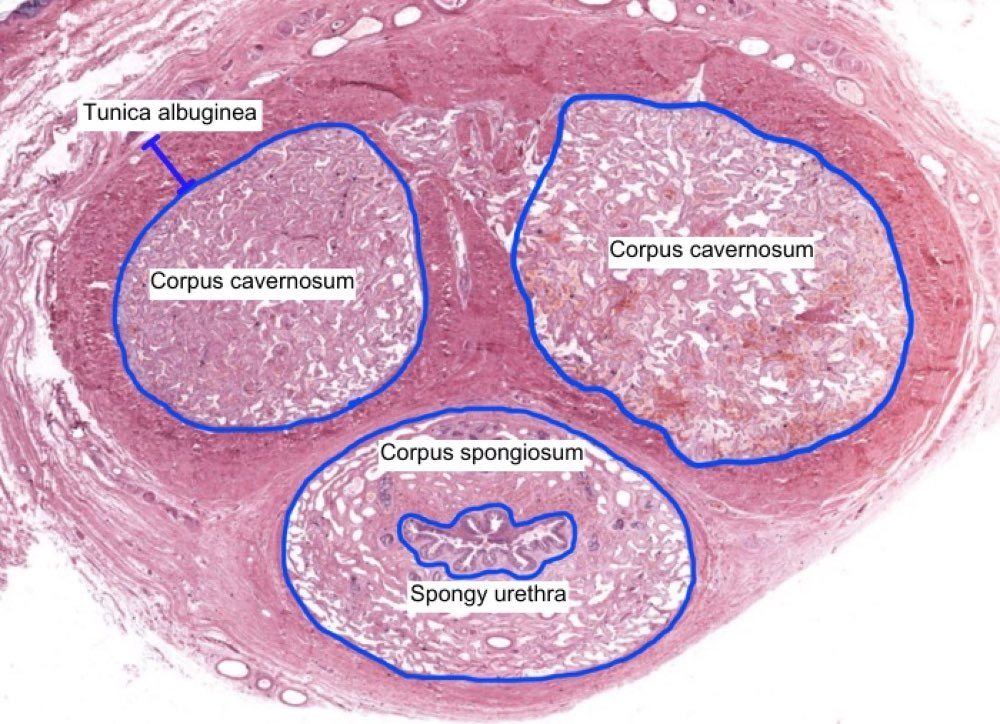 Tunica albuginea
Corpus cavernosum
Corpus cavernosum
Corpus spongiosum
Spongy urethra